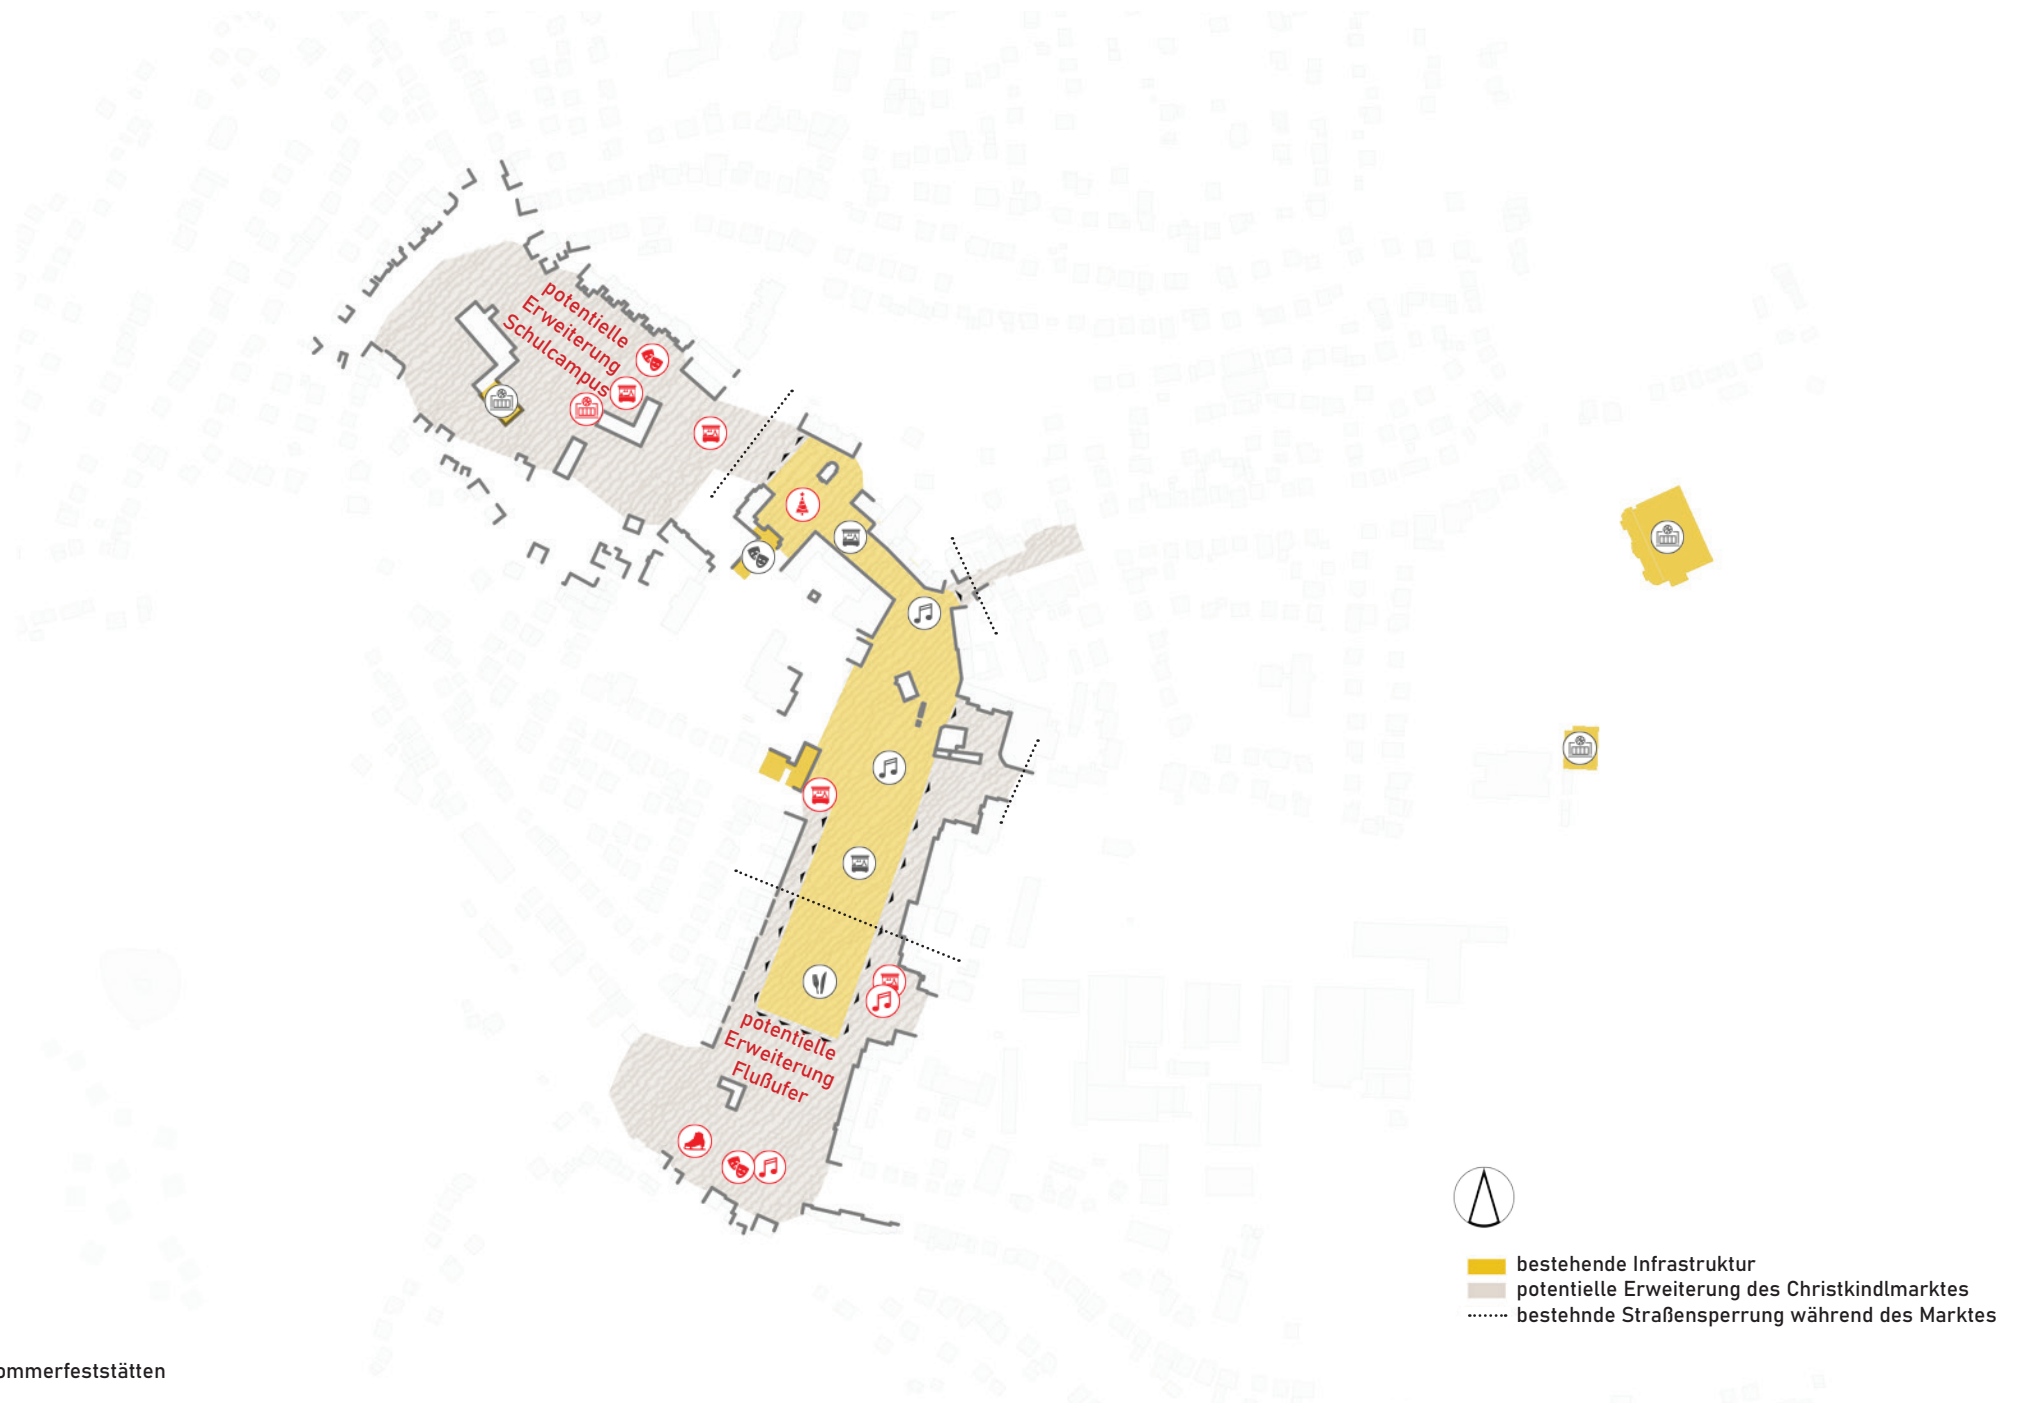 potentielle
Erweiterung
Schulcampus
potentielle
Erweiterung
Flußufer
bestehende Infrastruktur
potentielle Erweiterung des Christkindlmarktes
bestehnde Straßensperrung während des Marktes
ommerfeststätten